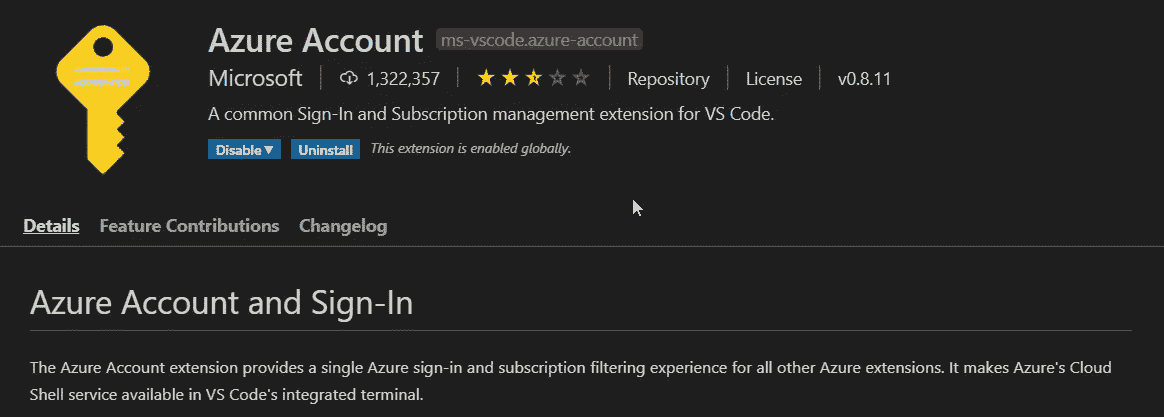 Azure Account ms-vscode.azure-account
Microsoft 1,322,357 Repository License v0.8.11
A common Sign-In and Subscription management extension for VS Code.
Disable Uninstall This extension is enabled globally.
Details Feature Contributions Changelog
Azure Account and Sign-In
The Azure Account extension provides a single Azure sign-in and subscription filtering experience for all other Azure extensions. It makes Azure's Cloud
Shell service available in VS Code's integrated terminal.